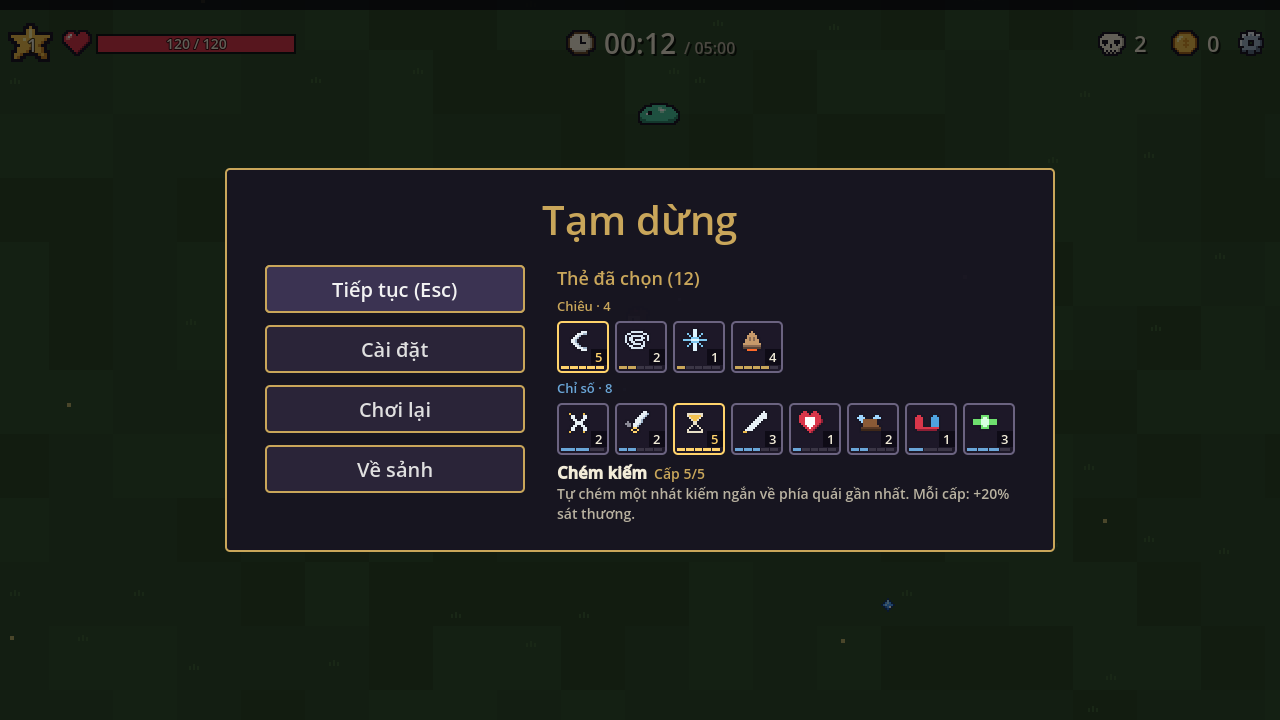 1
120 / 120
00:12 / 05:00
2
0
Tạm dừng
Tiếp tục (Esc)
Cài đặt
Chơi lại
Về sảnh
Thẻ đã chọn (12)
Chiêu · 4
5 2 1 4
Chỉ số · 8
2 2 5 3 1 2 1 3
Chém kiếm Cấp 5/5
Tự chém một nhát kiếm ngắn về phía quái gần nhất. Mỗi cấp: +20%
sát thương.